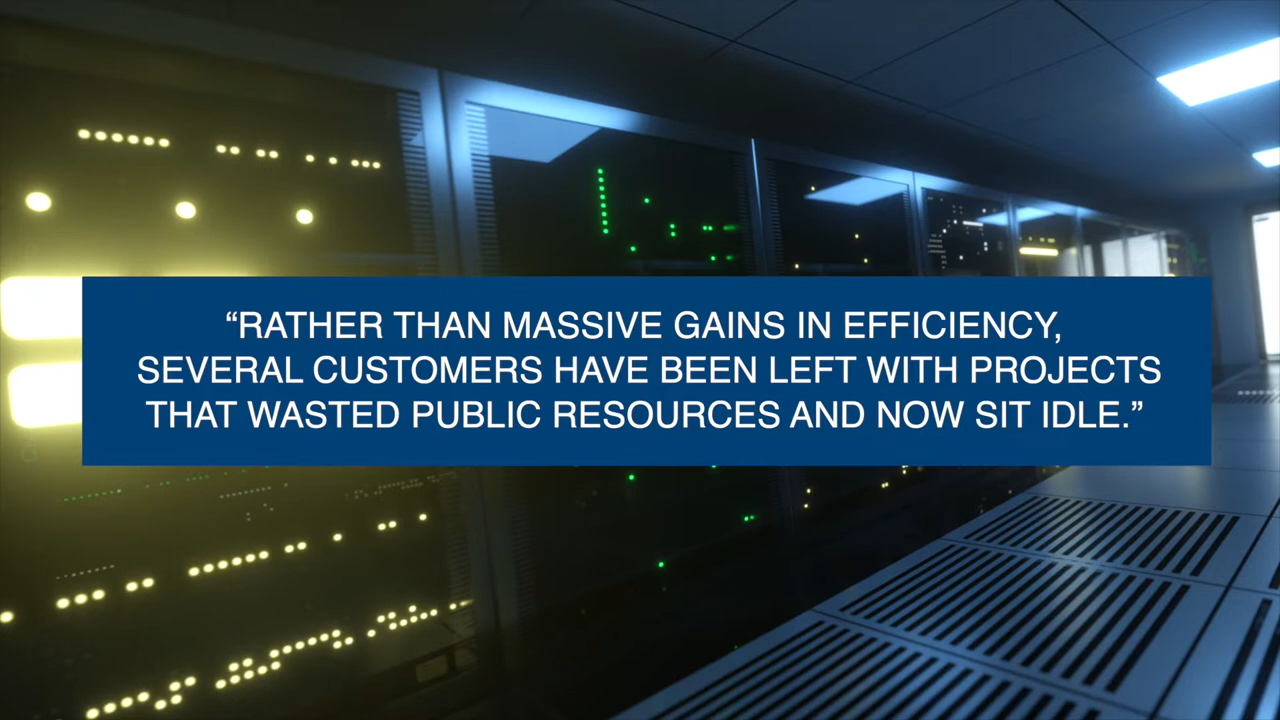 “RATHER THAN MASSIVE GAINS IN EFFICIENCY,
SEVERAL CUSTOMERS HAVE BEEN LEFT WITH PROJECTS
THAT WASTED PUBLIC RESOURCES AND NOW SIT IDLE.”